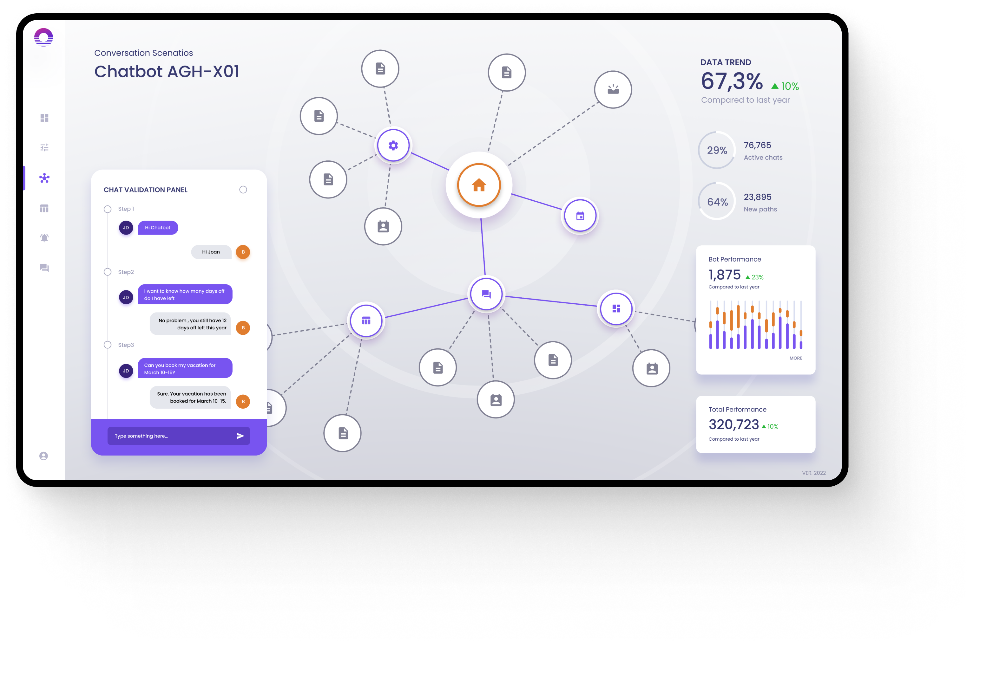 Conversation Scenatios
Chatbot AGH-X01
CHAT VALIDATION PANEL
Step 1
JD
Hi Chatbot
Hi Joan
B
Step2
JD
I want to know how many days off
do I have left
No problem , you still have 12
days off left this year
B
Step3
JD
Can you book my vacation for
March 10-15?
Sure. Your vacation has been
booked for March 10-15.
B
Type something here...
DATA TREND
67,3% 10%
Compared to last year
29%
76,765
Active chats
64%
23,895
New paths
Bot Performance
1,875 23%
Compared to last year
MORE
Total Performance
320,723 10%
Compared to last year
VER. 2022